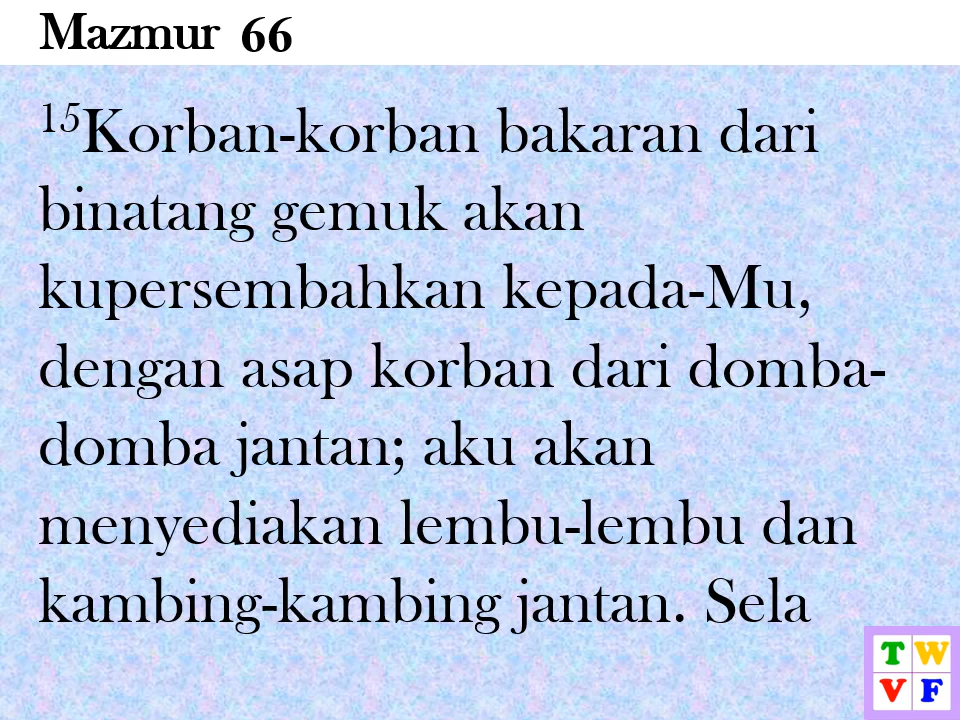 Mazmur 66
15Korban-korban bakaran dari
binatang gemuk akan
kupersembahkan kepada-Mu,
dengan asap korban dari domba-
domba jantan; aku akan
menyediakan lembu-lembu dan
kambing-kambing jantan. Sela
T W
V F